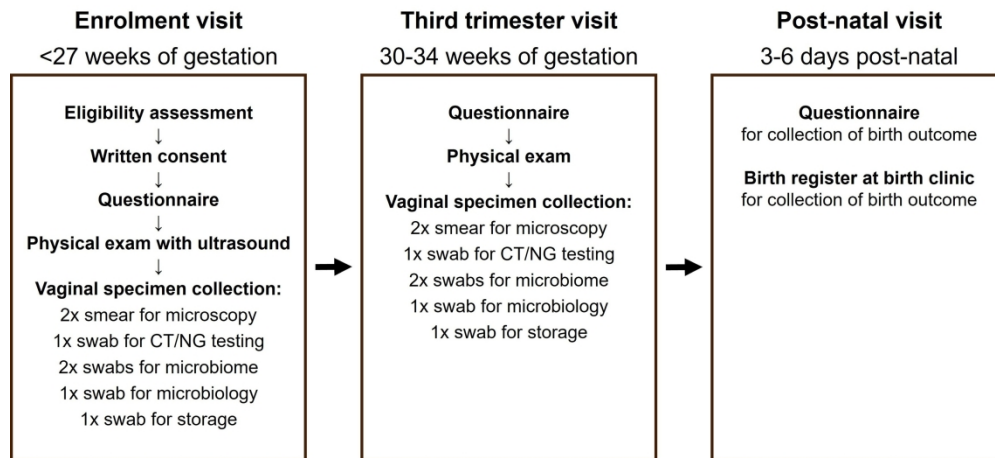 Enrolment visit
<27 weeks of gestation
Eligibility assessment
↓
Written consent
↓
Questionnaire
↓
Physical exam with ultrasound
↓
Vaginal specimen collection:
2x smear for microscopy
1x swab for CT/NG testing
2x swabs for microbiome
1x swab for microbiology
1x swab for storage
Third trimester visit
30-34 weeks of gestation
Questionnaire
↓
Physical exam
↓
Vaginal specimen collection:
2x smear for microscopy
1x swab for CT/NG testing
2x swabs for microbiome
1x swab for microbiology
1x swab for storage
Post-natal visit
3-6 days post-natal
Questionnaire
for collection of birth outcome
Birth register at birth clinic
for collection of birth outcome